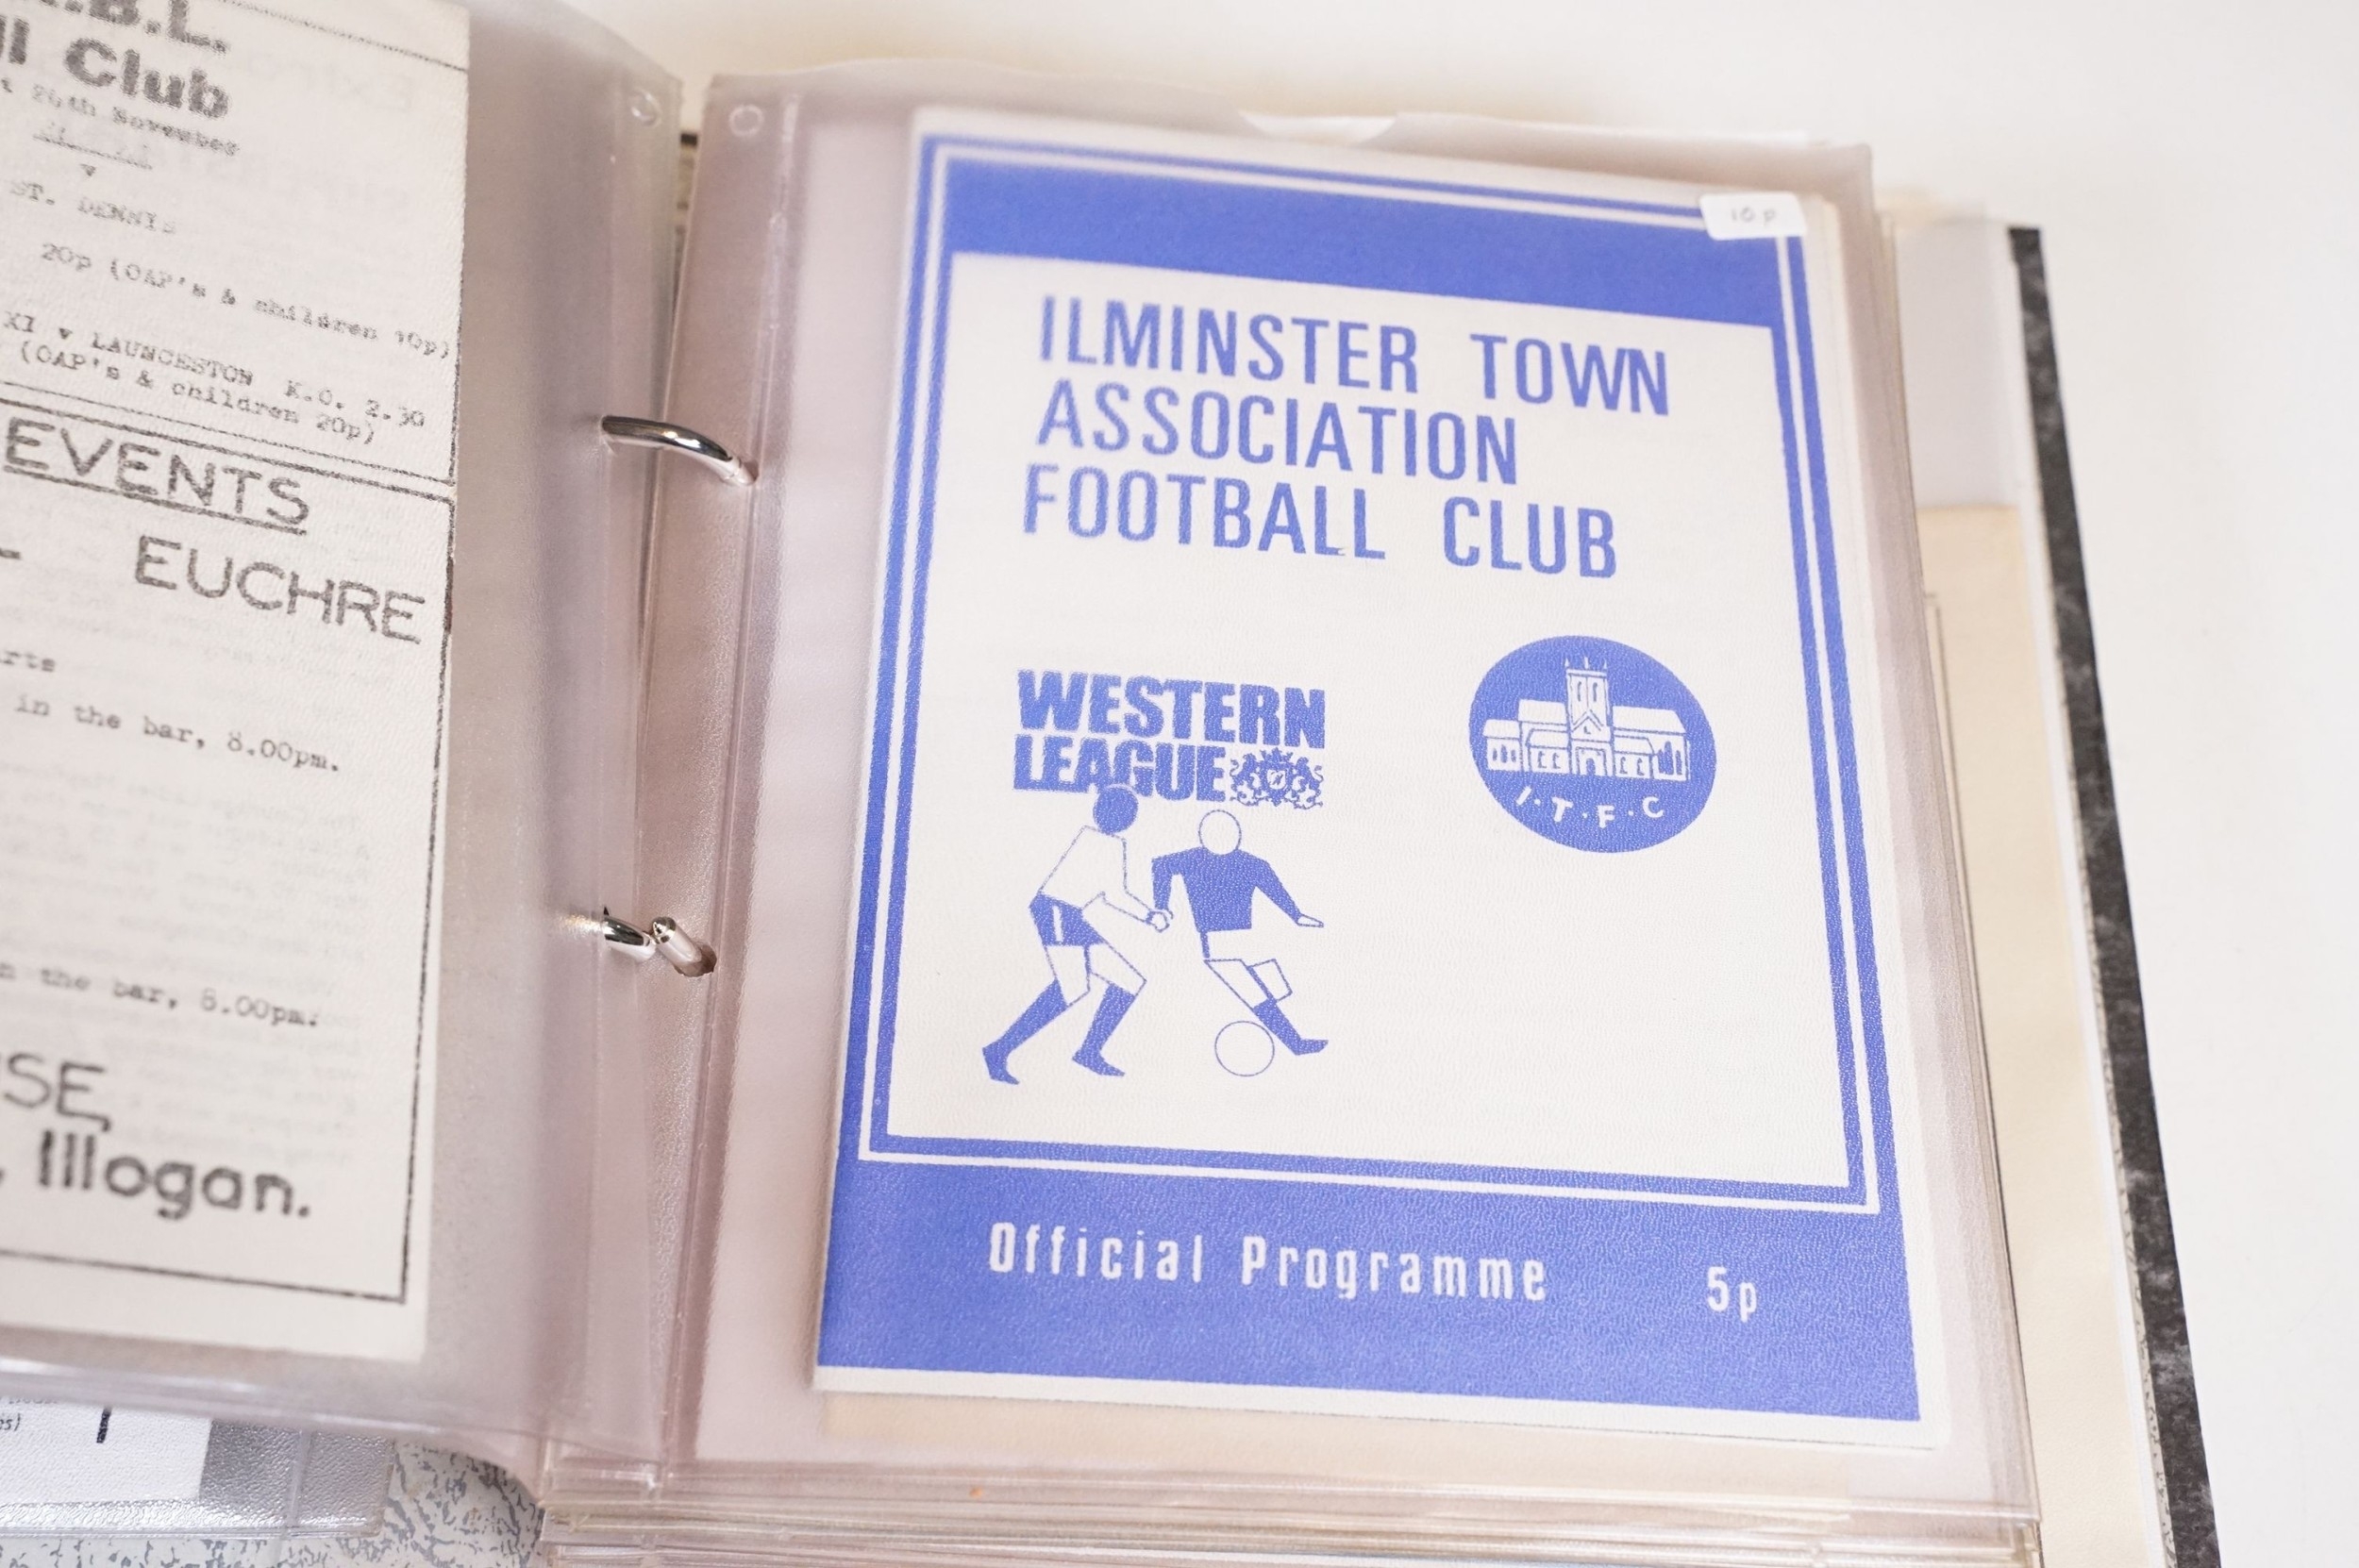 .B.L.
ll Club
t 26th November
v
ST. DENNIS
20p (OAP's & children 10p)
XI v LAUNCESTON K.O. 2.30
(OAP's & children 20p)
EVENTS
- EUCHRE
rts
in the bar, 8.00pm.
n the bar, 8.00pm.
SE
, Illogan.
10p
ILMINSTER TOWN
ASSOCIATION
FOOTBALL CLUB
WESTERN
LEAGUE
I.T.F.C
Official Programme 5p